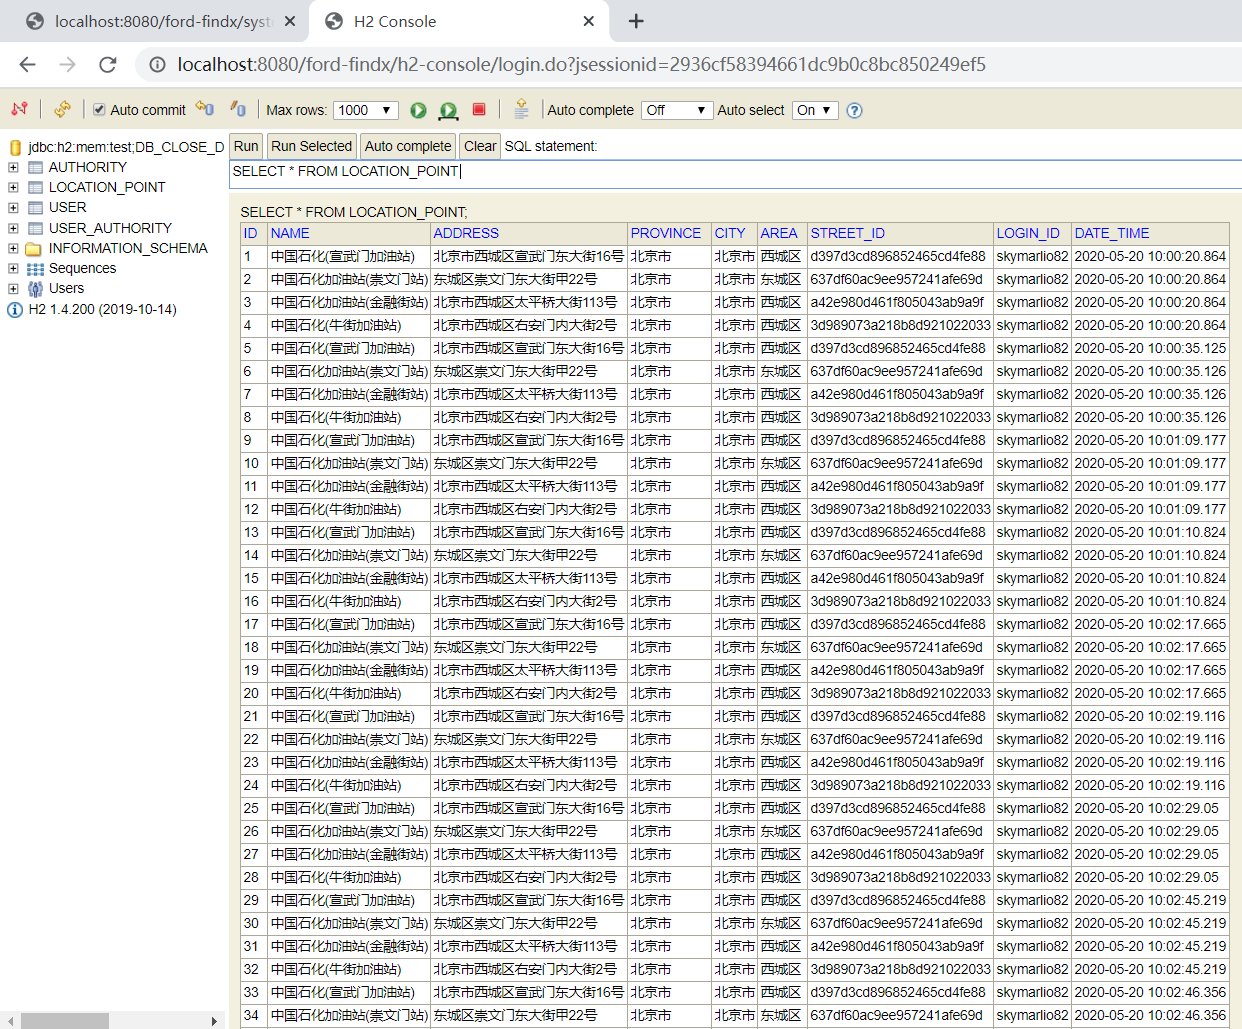 localhost:8080/ford-findx/syst
H2 Console
localhost:8080/ford-findx/h2-console/login.do?jsessionid=2936cf58394661dc9b0c8bc850249ef5
Auto commit Max rows: 1000 Auto complete Off Auto select On
jdbc:h2:mem:test;DB_CLOSE_D
AUTHORITY
LOCATION_POINT
USER
USER_AUTHORITY
INFORMATION_SCHEMA
Sequences
Users
H2 1.4.200 (2019-10-14)
Run Run Selected Auto complete Clear SQL statement:
SELECT * FROM LOCATION_POINT
SELECT * FROM LOCATION_POINT;
ID NAME ADDRESS PROVINCE CITY AREA STREET_ID LOGIN_ID DATE_TIME
1 中国石化(宣武门加油站) 北京市西城区宣武门东大街16号 北京市 北京市 西城区 d397d3cd896852465cd4fe88 skymarlio82 2020-05-20 10:00:20.864
2 中国石化加油站(崇文门站) 东城区崇文门东大街甲22号 北京市 北京市 东城区 637df60ac9ee957241afe69d skymarlio82 2020-05-20 10:00:20.864
3 中国石化加油站(金融街站) 北京市西城区太平桥大街113号 北京市 北京市 西城区 a42e980d461f805043ab9a9f skymarlio82 2020-05-20 10:00:20.864
4 中国石化(牛街加油站) 北京市西城区右安门内大街2号 北京市 北京市 西城区 3d989073a218b8d921022033 skymarlio82 2020-05-20 10:00:20.864
5 中国石化(宣武门加油站) 北京市西城区宣武门东大街16号 北京市 北京市 西城区 d397d3cd896852465cd4fe88 skymarlio82 2020-05-20 10:00:35.125
6 中国石化加油站(崇文门站) 东城区崇文门东大街甲22号 北京市 北京市 东城区 637df60ac9ee957241afe69d skymarlio82 2020-05-20 10:00:35.126
7 中国石化加油站(金融街站) 北京市西城区太平桥大街113号 北京市 北京市 西城区 a42e980d461f805043ab9a9f skymarlio82 2020-05-20 10:00:35.126
8 中国石化(牛街加油站) 北京市西城区右安门内大街2号 北京市 北京市 西城区 3d989073a218b8d921022033 skymarlio82 2020-05-20 10:00:35.126
9 中国石化(宣武门加油站) 北京市西城区宣武门东大街16号 北京市 北京市 西城区 d397d3cd896852465cd4fe88 skymarlio82 2020-05-20 10:01:09.177
10 中国石化加油站(崇文门站) 东城区崇文门东大街甲22号 北京市 北京市 东城区 637df60ac9ee957241afe69d skymarlio82 2020-05-20 10:01:09.177
11 中国石化加油站(金融街站) 北京市西城区太平桥大街113号 北京市 北京市 西城区 a42e980d461f805043ab9a9f skymarlio82 2020-05-20 10:01:09.177
12 中国石化(牛街加油站) 北京市西城区右安门内大街2号 北京市 北京市 西城区 3d989073a218b8d921022033 skymarlio82 2020-05-20 10:01:09.177
13 中国石化(宣武门加油站) 北京市西城区宣武门东大街16号 北京市 北京市 西城区 d397d3cd896852465cd4fe88 skymarlio82 2020-05-20 10:01:10.824
14 中国石化加油站(崇文门站) 东城区崇文门东大街甲22号 北京市 北京市 东城区 637df60ac9ee957241afe69d skymarlio82 2020-05-20 10:01:10.824
15 中国石化加油站(金融街站) 北京市西城区太平桥大街113号 北京市 北京市 西城区 a42e980d461f805043ab9a9f skymarlio82 2020-05-20 10:01:10.824
16 中国石化(牛街加油站) 北京市西城区右安门内大街2号 北京市 北京市 西城区 3d989073a218b8d921022033 skymarlio82 2020-05-20 10:01:10.824
17 中国石化(宣武门加油站) 北京市西城区宣武门东大街16号 北京市 北京市 西城区 d397d3cd896852465cd4fe88 skymarlio82 2020-05-20 10:02:17.665
18 中国石化加油站(崇文门站) 东城区崇文门东大街甲22号 北京市 北京市 东城区 637df60ac9ee957241afe69d skymarlio82 2020-05-20 10:02:17.665
19 中国石化加油站(金融街站) 北京市西城区太平桥大街113号 北京市 北京市 西城区 a42e980d461f805043ab9a9f skymarlio82 2020-05-20 10:02:17.665
20 中国石化(牛街加油站) 北京市西城区右安门内大街2号 北京市 北京市 西城区 3d989073a218b8d921022033 skymarlio82 2020-05-20 10:02:17.665
21 中国石化(宣武门加油站) 北京市西城区宣武门东大街16号 北京市 北京市 西城区 d397d3cd896852465cd4fe88 skymarlio82 2020-05-20 10:02:19.116
22 中国石化加油站(崇文门站) 东城区崇文门东大街甲22号 北京市 北京市 东城区 637df60ac9ee957241afe69d skymarlio82 2020-05-20 10:02:19.116
23 中国石化加油站(金融街站) 北京市西城区太平桥大街113号 北京市 北京市 西城区 a42e980d461f805043ab9a9f skymarlio82 2020-05-20 10:02:19.116
24 中国石化(牛街加油站) 北京市西城区右安门内大街2号 北京市 北京市 西城区 3d989073a218b8d921022033 skymarlio82 2020-05-20 10:02:19.116
25 中国石化(宣武门加油站) 北京市西城区宣武门东大街16号 北京市 北京市 西城区 d397d3cd896852465cd4fe88 skymarlio82 2020-05-20 10:02:29.05
26 中国石化加油站(崇文门站) 东城区崇文门东大街甲22号 北京市 北京市 东城区 637df60ac9ee957241afe69d skymarlio82 2020-05-20 10:02:29.05
27 中国石化加油站(金融街站) 北京市西城区太平桥大街113号 北京市 北京市 西城区 a42e980d461f805043ab9a9f skymarlio82 2020-05-20 10:02:29.05
28 中国石化(牛街加油站) 北京市西城区右安门内大街2号 北京市 北京市 西城区 3d989073a218b8d921022033 skymarlio82 2020-05-20 10:02:29.05
29 中国石化(宣武门加油站) 北京市西城区宣武门东大街16号 北京市 北京市 西城区 d397d3cd896852465cd4fe88 skymarlio82 2020-05-20 10:02:45.219
30 中国石化加油站(崇文门站) 东城区崇文门东大街甲22号 北京市 北京市 东城区 637df60ac9ee957241afe69d skymarlio82 2020-05-20 10:02:45.219
31 中国石化加油站(金融街站) 北京市西城区太平桥大街113号 北京市 北京市 西城区 a42e980d461f805043ab9a9f skymarlio82 2020-05-20 10:02:45.219
32 中国石化(牛街加油站) 北京市西城区右安门内大街2号 北京市 北京市 西城区 3d989073a218b8d921022033 skymarlio82 2020-05-20 10:02:45.219
33 中国石化(宣武门加油站) 北京市西城区宣武门东大街16号 北京市 北京市 西城区 d397d3cd896852465cd4fe88 skymarlio82 2020-05-20 10:02:46.356
34 中国石化加油站(崇文门站) 东城区崇文门东大街甲22号 北京市 北京市 东城区 637df60ac9ee957241afe69d skymarlio82 2020-05-20 10:02:46.356